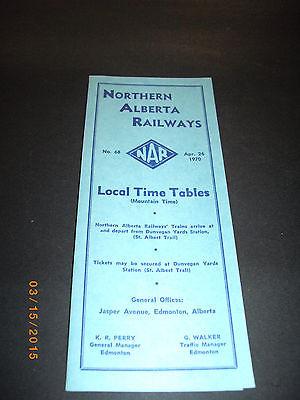 NORTHERN
ALBERTA
RAILWAYS
No. 68
NAR
Apr. 26
1970
Local Time Tables
(Mountain Time)
Northern Alberta Railways' Trains arrive at
and depart from Dunvegan Yards Station,
(St. Albert Trail)
Tickets may be secured at Dunvegan Yards
Station (St. Albert Trail)
General Offices:
Jasper Avenue, Edmonton, Alberta
K. R. PERRY
General Manager
Edmonton
G. WALKER
Traffic Manager
Edmonton
03/15/2015